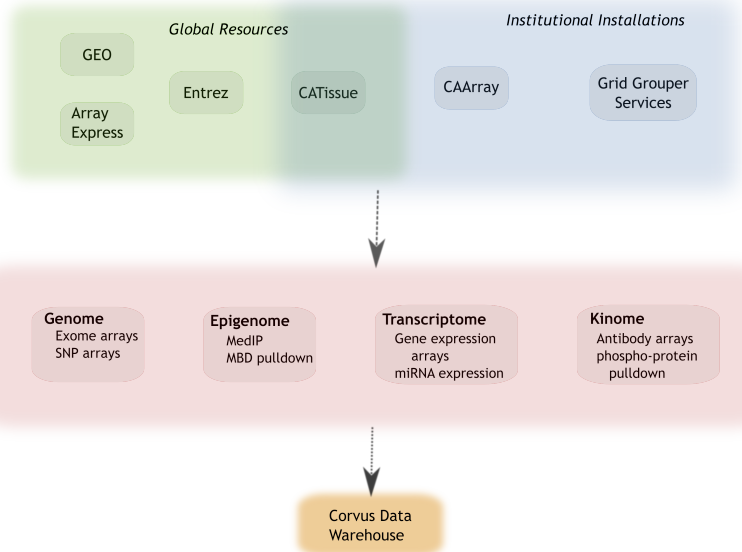 Global Resources
Institutional Installations
GEO
Entrez
CATissue
CAArray
Grid Grouper
Services
Array
Express
Genome
Exome arrays
SNP arrays
Epigenome
MedIP
MBD pulldown
Transcriptome
Gene expression
arrays
miRNA expression
Kinome
Antibody arrays
phospho-protein
pulldown
Corvus Data
Warehouse